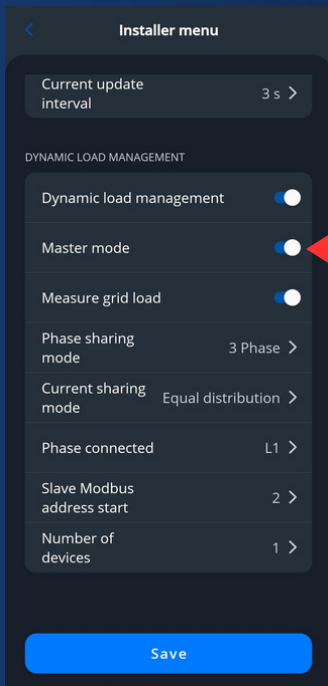 Installer menu
Current update
interval
3 s
DYNAMIC LOAD MANAGEMENT
Dynamic load management
Master mode
Measure grid load
Phase sharing
mode
3 Phase
Current sharing
mode
Equal distribution
Phase connected
L1
Slave Modbus
address start
2
Number of
devices
1
Save